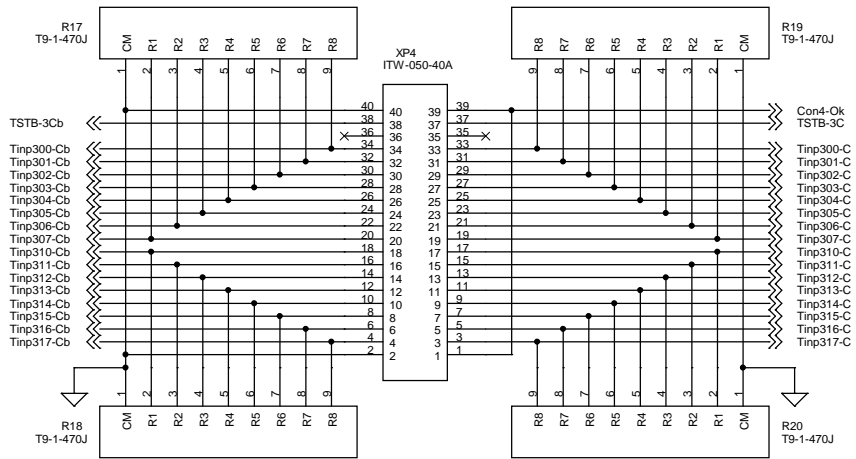 R17
T9-1-470J
CM R1 R2 R3 R4 R5 R6 R7 R8
1 2 3 4 5 6 7 8 9
R19
T9-1-470J
R8 R7 R6 R5 R4 R3 R2 R1 CM
9 8 7 6 5 4 3 2 1
XP4
ITW-050-40A
40 40 39 39 Con4-Ok
TSTB-3Cb 38 38 37 37 TSTB-3C
36 36 35 35
Tinp300-Cb 34 34 33 33 Tinp300-C
Tinp301-Cb 32 32 31 31 Tinp301-C
Tinp302-Cb 30 30 29 29 Tinp302-C
Tinp303-Cb 28 28 27 27 Tinp303-C
Tinp304-Cb 26 26 25 25 Tinp304-C
Tinp305-Cb 24 24 23 23 Tinp305-C
Tinp306-Cb 22 22 21 21 Tinp306-C
Tinp307-Cb 20 20 19 19 Tinp307-C
Tinp310-Cb 18 18 17 17 Tinp310-C
Tinp311-Cb 16 16 15 15 Tinp311-C
Tinp312-Cb 14 14 13 13 Tinp312-C
Tinp313-Cb 12 12 11 11 Tinp313-C
Tinp314-Cb 10 10 9 9 Tinp314-C
Tinp315-Cb 8 8 7 7 Tinp315-C
Tinp316-Cb 6 6 5 5 Tinp316-C
Tinp317-Cb 4 4 3 3 Tinp317-C
2 2 1 1
1 2 3 4 5 6 7 8 9
CM R1 R2 R3 R4 R5 R6 R7 R8
R18
T9-1-470J
9 8 7 6 5 4 3 2 1
R8 R7 R6 R5 R4 R3 R2 R1 CM
R20
T9-1-470J